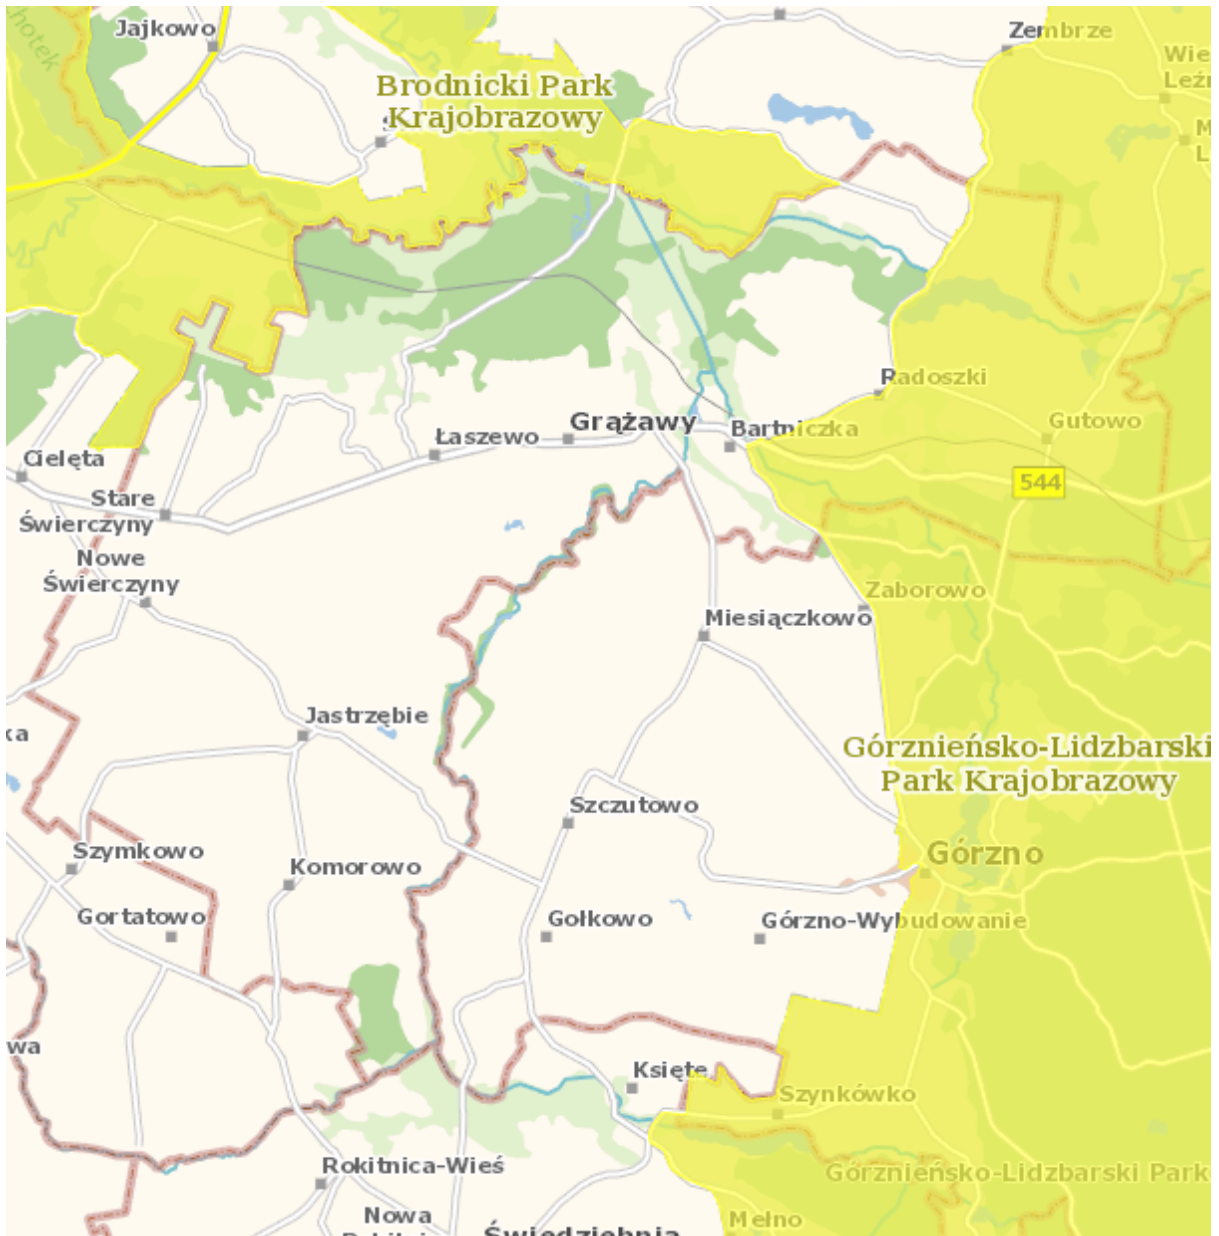 Jajkowo
Zembrze
Brodnicki Park
Krajobrazowy
Radoszki
Gutowo
Grążawy
Bartniczka
Łaszewo
Cielęta
544
Stare
Świerczyny
Nowe
Świerczyny
Zaborowo
Miesiączkowo
Jastrzębie
Górznieńsko-Lidzbarski
Park Krajobrazowy
Szczutowo
Szymkowo
Górzno
Komorowo
Gortatowo
Gołkowo
Górzno-Wybudowanie
Księte
Szynkówko
Rokitnica-Wieś
Górznieńsko-Lidzbarski Park
Nowa
Mełno
Świedziebnia